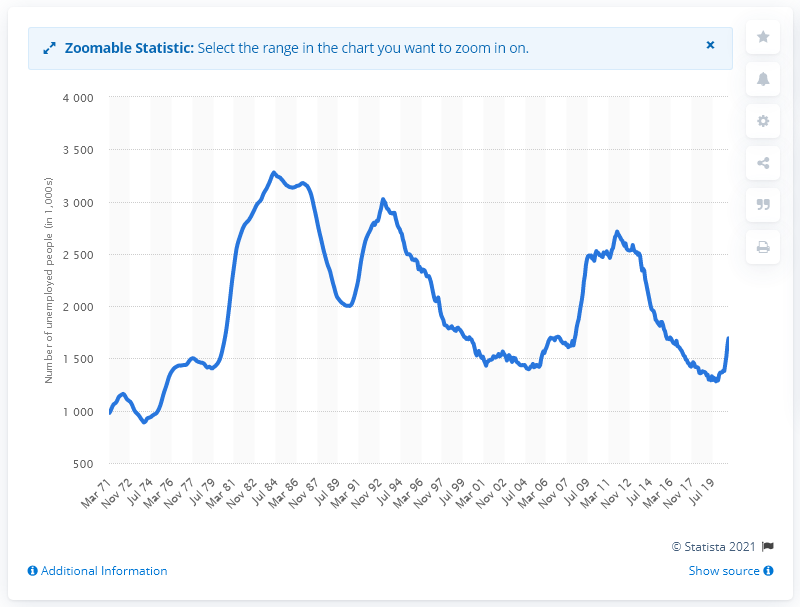 Zoomable Statistic: Select the range in the chart you want to zoom in on.
×
Number of unemployed people (in 1,000s)
4 000
3 500
3 000
2 500
2 000
1 500
1 000
500
Mar 71
Nov 72
Jul 74
Mar 76
Nov 77
Jul 79
Mar 81
Nov 82
Jul 84
Mar 86
Nov 87
Jul 89
Mar 91
Nov 92
Jul 94
Mar 96
Nov 97
Jul 99
Mar 01
Nov 02
Jul 04
Mar 06
Nov 07
Jul 09
Mar 11
Nov 12
Jul 14
Mar 16
Nov 17
Jul 19
© Statista 2021
Additional Information
Show source